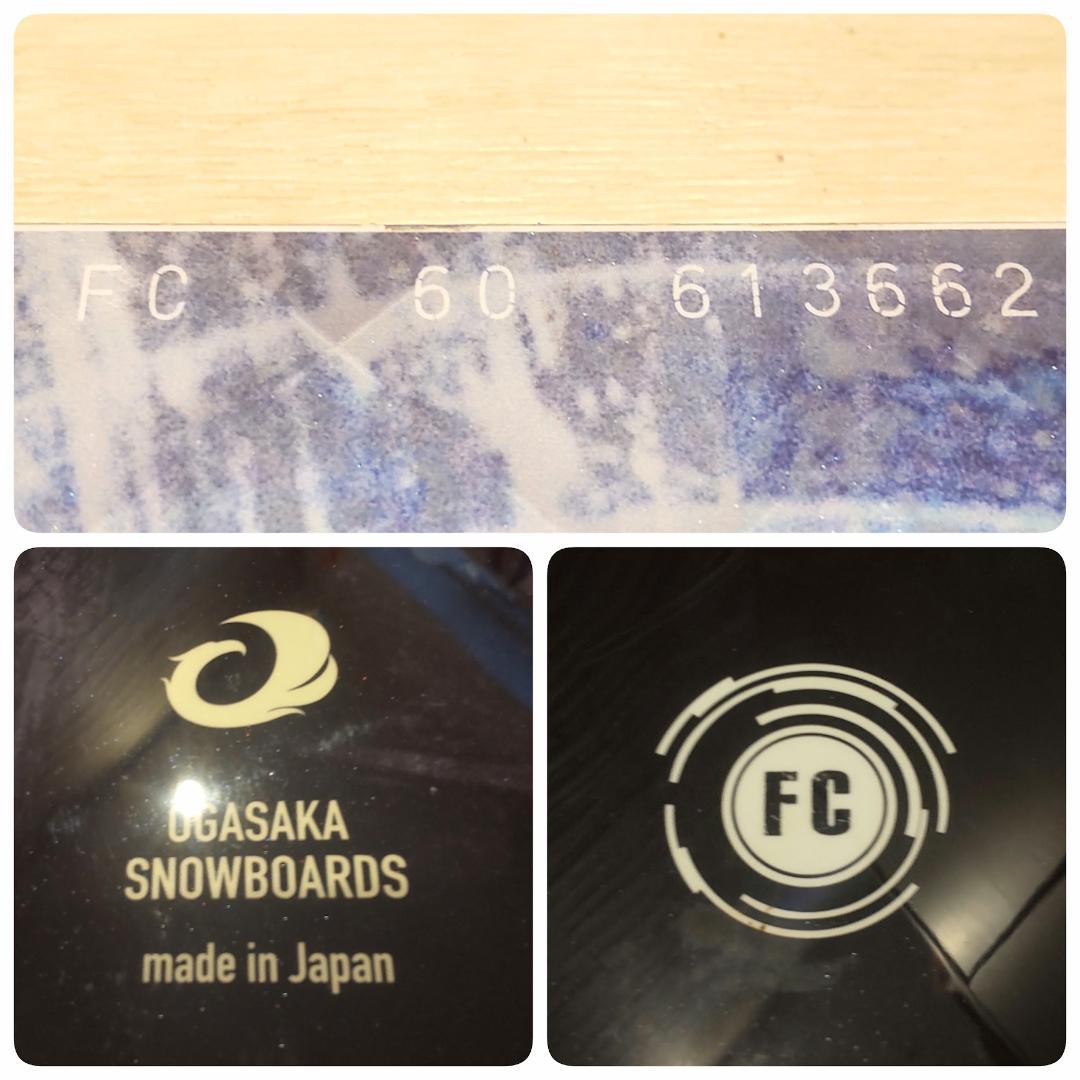 FC 60 613662
OGASAKA
SNOWBOARDS
made in Japan
FC